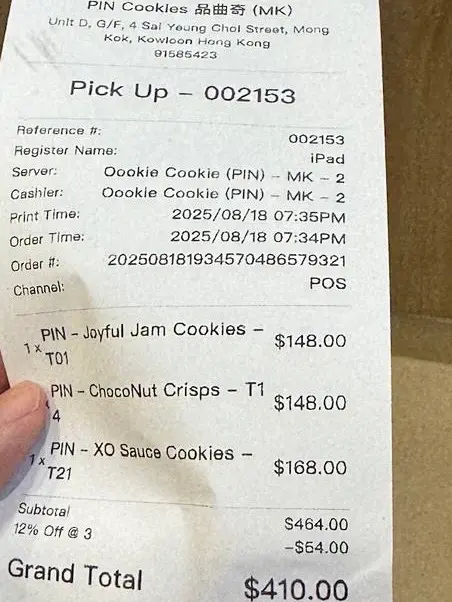 PIN Cookies 品曲奇 (MK)
Unit D, G/F, 4 Sai Yeung Choi Street, Mong
Kok, Kowloon Hong Kong
91585423
Pick Up - 002153
Reference #: 002153
Register Name: iPad
Server: Oookie Cookie (PIN) - MK - 2
Cashier: Oookie Cookie (PIN) - MK - 2
Print Time: 2025/08/18 07:35PM
Order Time: 2025/08/18 07:34PM
Order #: 202508181934570486579321
Channel: POS
1 x PIN - Joyful Jam Cookies - T01 $148.00
PIN - ChocoNut Crisps - T14 $148.00
1 x PIN - XO Sauce Cookies - T21 $168.00
Subtotal $464.00
12% Off @ 3 -$54.00
Grand Total $410.00